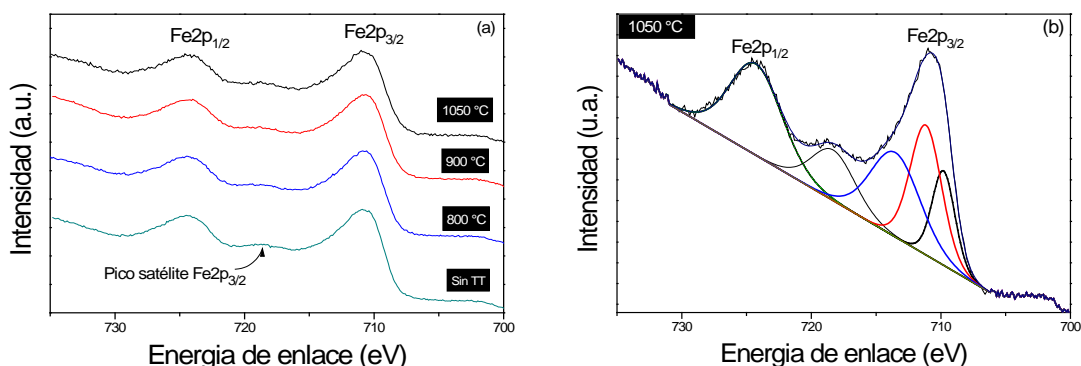 (a)
Fe2p1/2
Fe2p3/2
1050 °C
900 °C
800 °C
Sin TT
Pico satélite Fe2p3/2
Intensidad (a.u.)
730
720
710
700
Energia de enlace (eV)
1050 °C
(b)
Fe2p1/2
Fe2p3/2
Intensidad (u.a.)
730
720
710
700
Energia de enlace (eV)